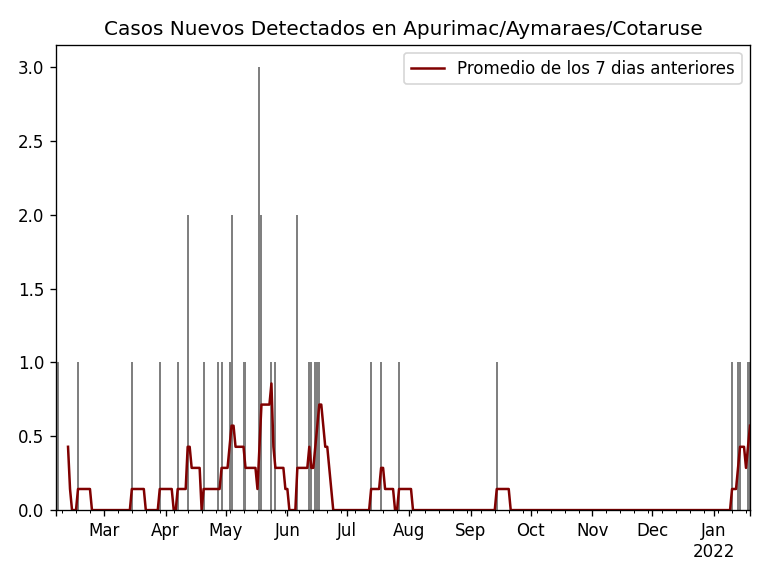 Casos Nuevos Detectados en Apurimac/Aymaraes/Cotaruse
Promedio de los 7 dias anteriores
3.0
2.5
2.0
1.5
1.0
0.5
0.0
Mar Apr May Jun Jul Aug Sep Oct Nov Dec Jan
2022